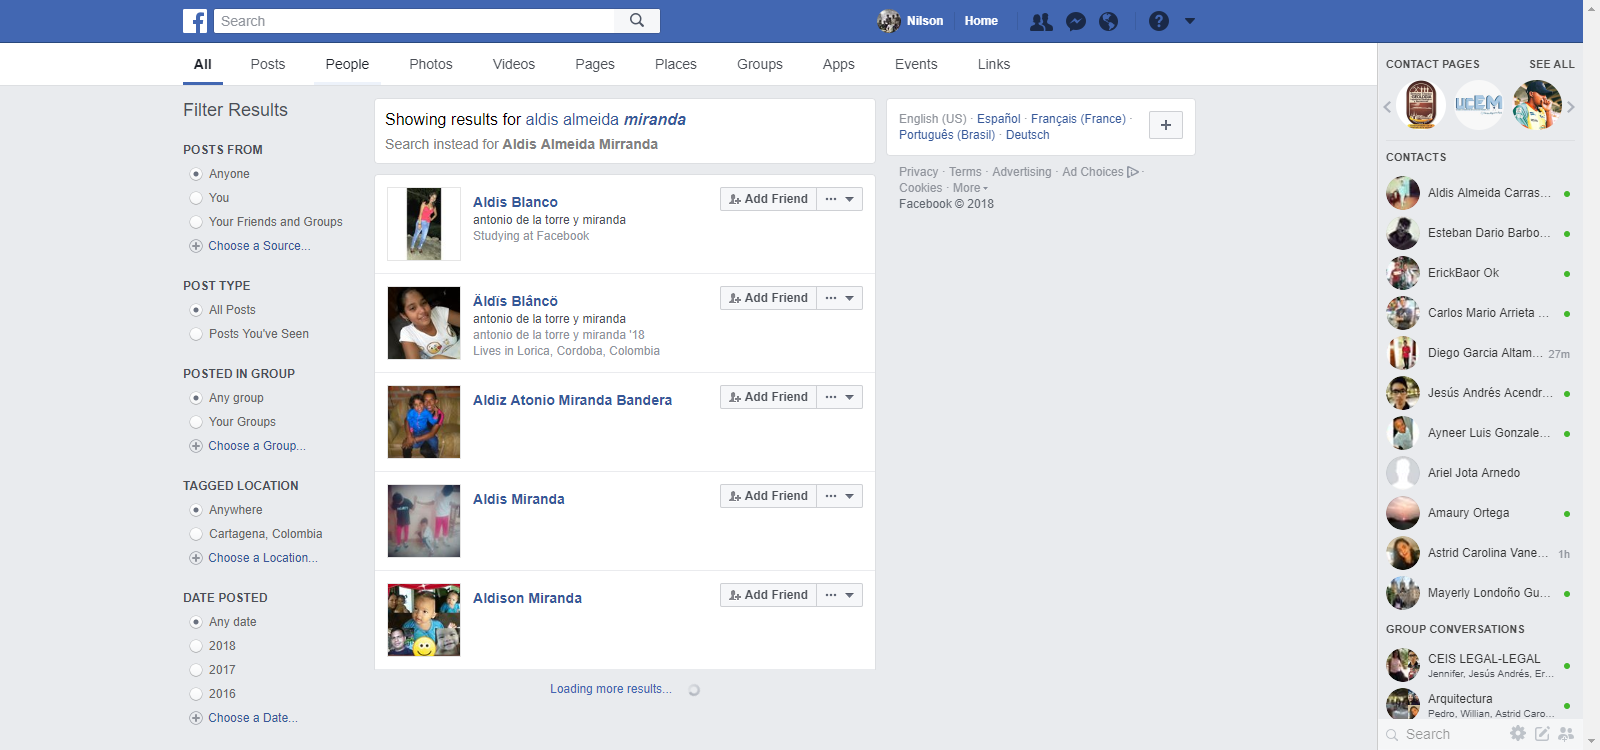 Search
Nilson
Home
All
Posts
People
Photos
Videos
Pages
Places
Groups
Apps
Events
Links
Filter Results
POSTS FROM
Anyone
You
Your Friends and Groups
Choose a Source...
POST TYPE
All Posts
Posts You've Seen
POSTED IN GROUP
Any group
Your Groups
Choose a Group...
TAGGED LOCATION
Anywhere
Cartagena, Colombia
Choose a Location...
DATE POSTED
Any date
2018
2017
2016
Choose a Date...
Showing results for aldis almeida miranda
Search instead for Aldis Almeida Mirranda
Aldis Blanco
antonio de la torre y miranda
Studying at Facebook
Add Friend
Äldïs Blâncö
antonio de la torre y miranda
antonio de la torre y miranda '18
Lives in Lorica, Cordoba, Colombia
Add Friend
Aldiz Atonio Miranda Bandera
Add Friend
Aldis Miranda
Add Friend
Aldison Miranda
Add Friend
Loading more results...
English (US) · Español · Français (France) ·
Português (Brasil) · Deutsch
Privacy · Terms · Advertising · Ad Choices ·
Cookies · More
Facebook © 2018
CONTACT PAGES
SEE ALL
UCEM
CONTACTS
Aldis Almeida Carras...
Esteban Dario Barbo...
ErickBaor Ok
Carlos Mario Arrieta ...
Diego Garcia Altam... 27m
Jesús Andrés Acendr...
Ayneer Luis Gonzale...
Ariel Jota Arnedo
Amaury Ortega
Astrid Carolina Vane... 1h
Mayerly Londoño Gu...
GROUP CONVERSATIONS
CEIS LEGAL-LEGAL
Jennifer, Jesús Andrés, Er...
Arquitectura
Pedro, Willian, Astrid Caro...
Search